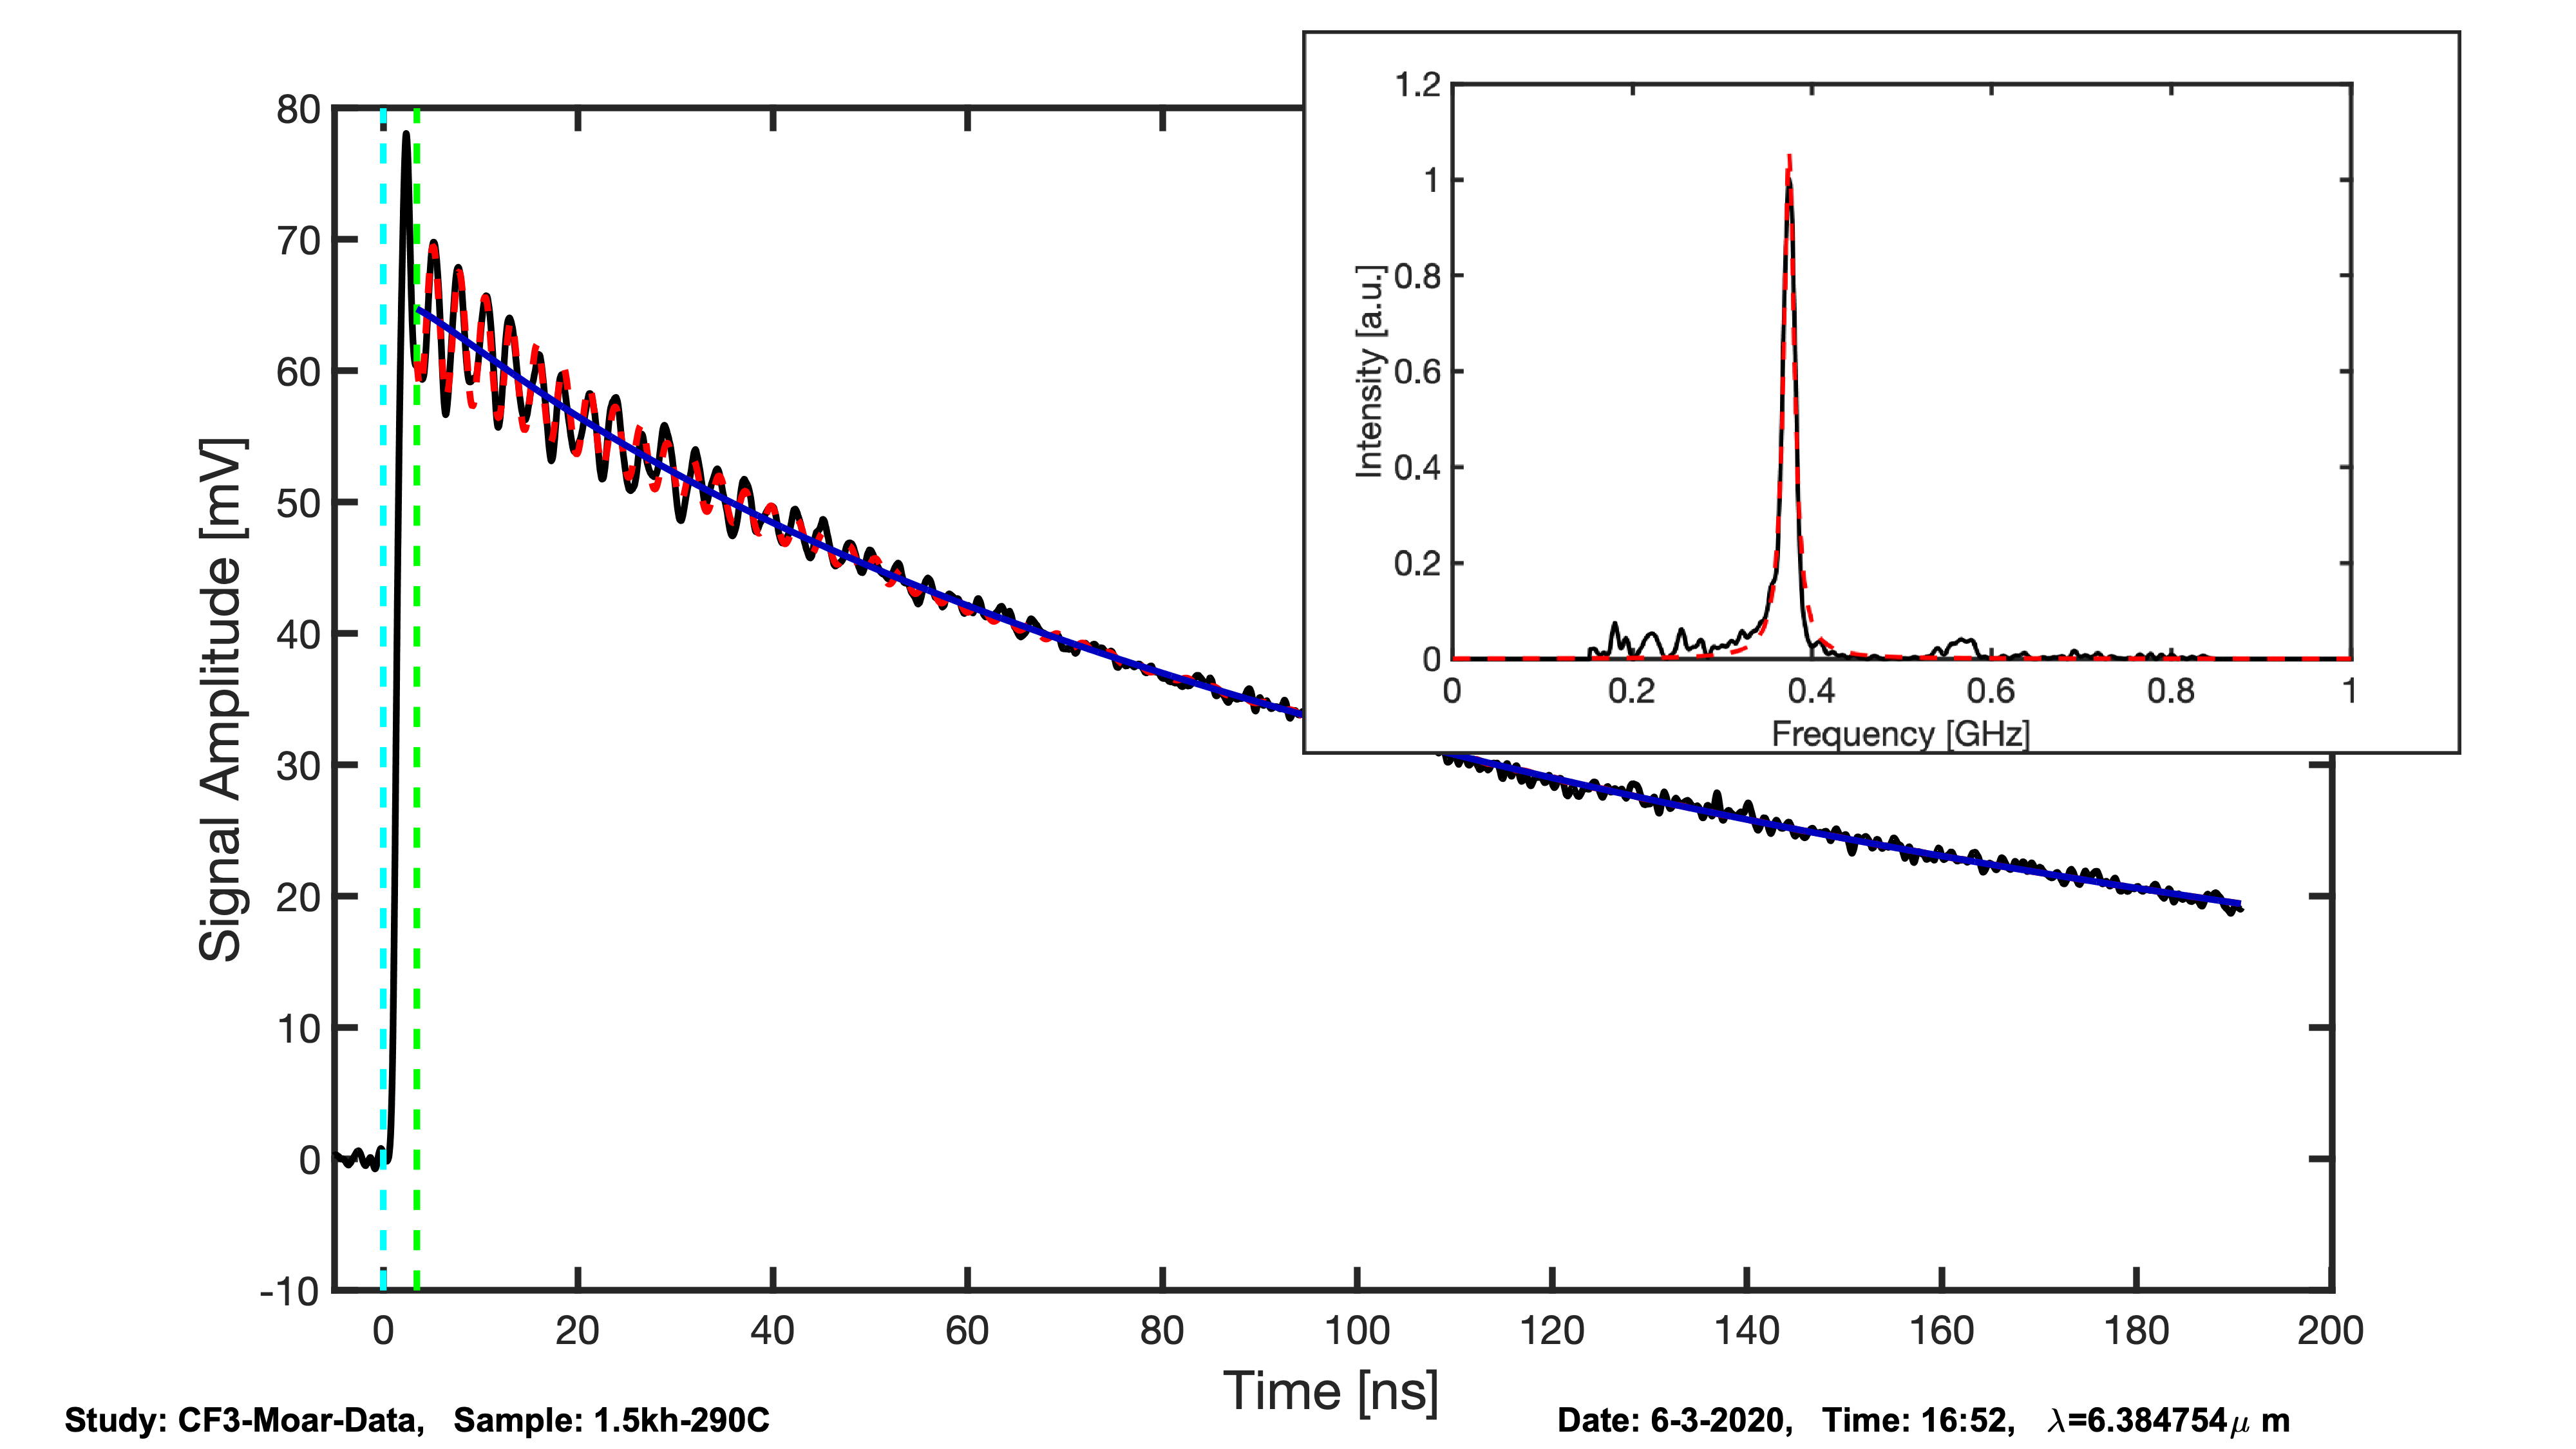 1.2
1
0.8
0.6
0.4
0.2
0
Intensity [a.u.]
0 0.2 0.4 0.6 0.8 1
Frequency [GHz]
80
70
60
50
40
30
20
10
0
-10
Signal Amplitude [mV]
0 20 40 60 80 100 120 140 160 180 200
Time [ns]
Study: CF3-Moar-Data, Sample: 1.5kh-290C
Date: 6-3-2020, Time: 16:52, λ=6.384754μ m